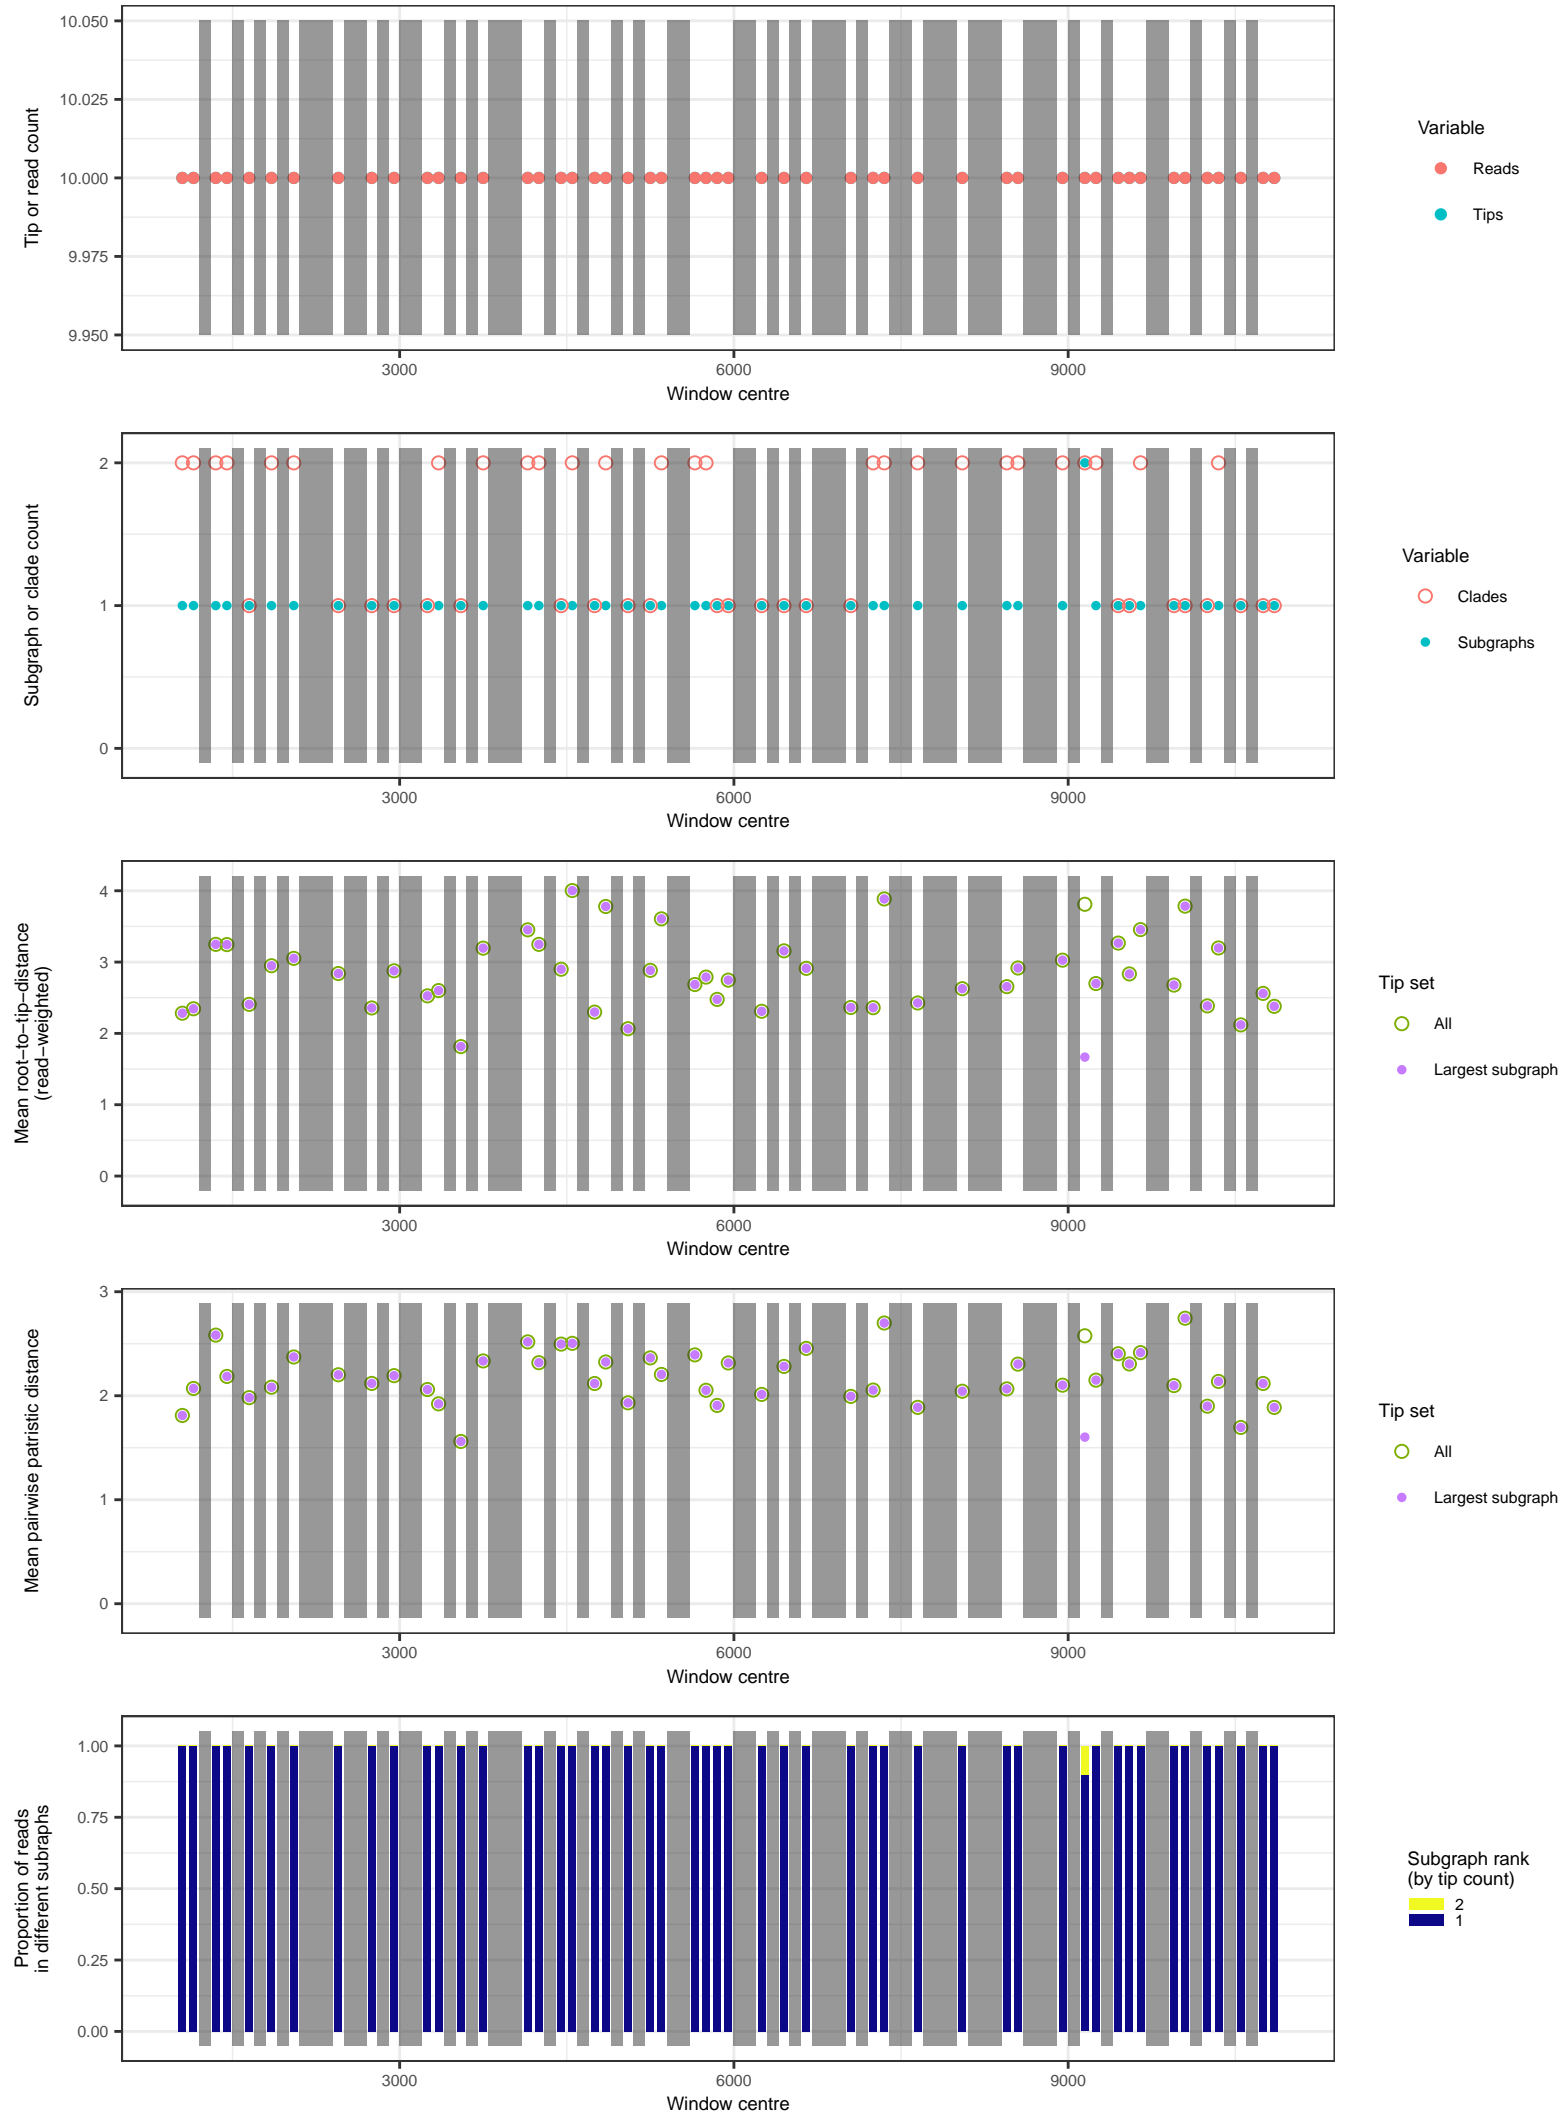 10.050
10.025
10.000
9.975
9.950
Tip or read count
3000
6000
9000
Window centre
Variable
Reads
Tips
2
1
0
Subgraph or clade count
3000
6000
9000
Window centre
Variable
Clades
Subgraphs
4
3
2
1
0
Mean root−to−tip−distance
(read−weighted)
3000
6000
9000
Window centre
Tip set
All
Largest subgraph
3
2
1
0
Mean pairwise patristic distance
3000
6000
9000
Window centre
Tip set
All
Largest subgraph
1.00
0.75
0.50
0.25
0.00
Proportion of reads
in different subraphs
3000
6000
9000
Window centre
Subgraph rank
(by tip count)
2
1